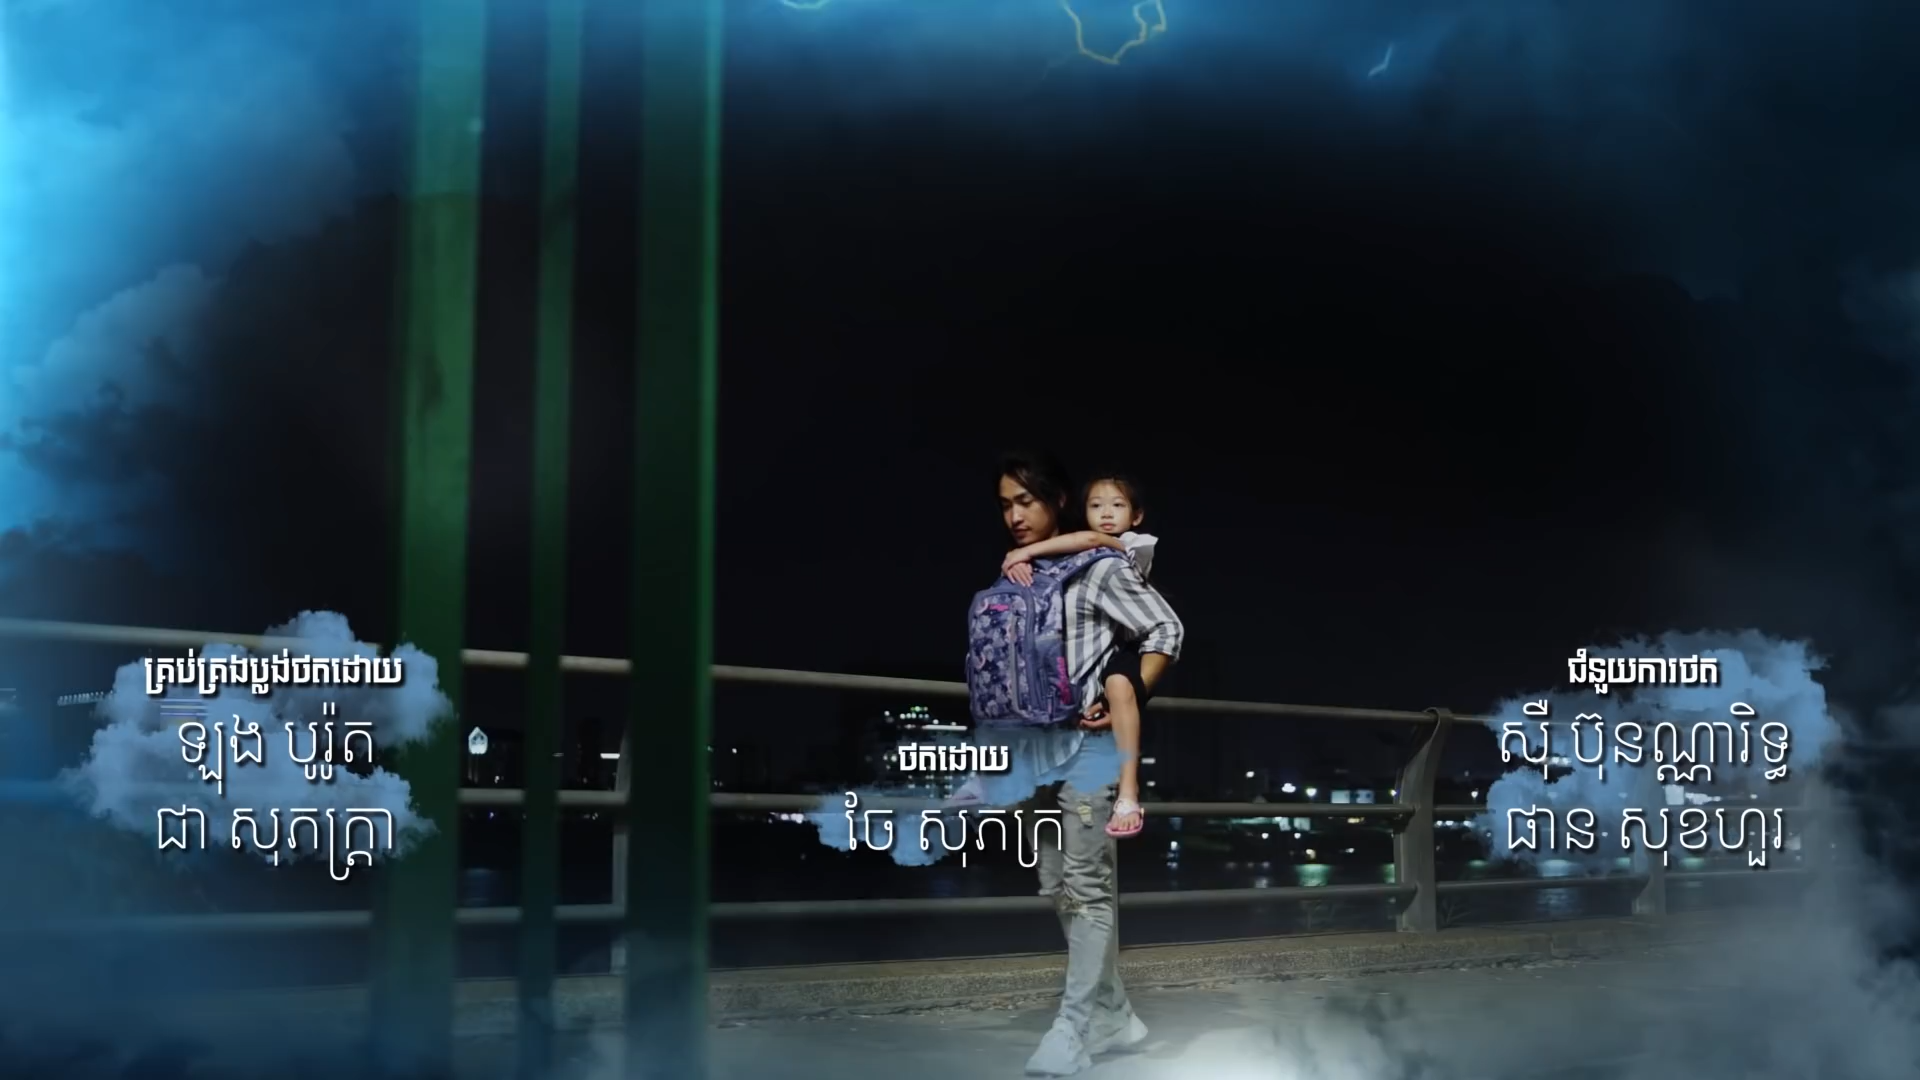 គ្រប់គ្រងប្លង់ថតដោយ
ឡុង បូរ៉ូត
ជា សុភក្ត្រា
ថតដោយ
ចែ សុភក្រ
ជំនួយការថត
ស៊ឺ ប៊ុនណ្ណារិទ្ធ
ផាន សុខហួរ